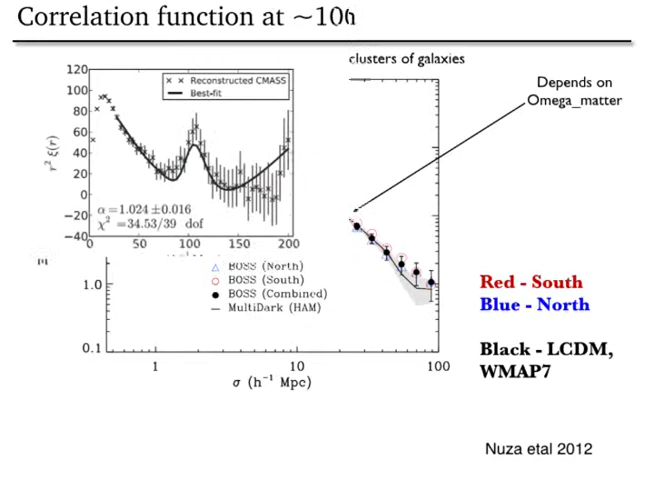 Correlation function at ~10h
clusters of galaxies
Depends on
Omega_matter
120
100
80
60
40
20
0
−20
−40
r² ξ(r)
× × Reconstructed CMASS
— Best-fit
α=1.024±0.016
χ² =34.53/39 dof
0 50 100 150 200
△ BOSS (North)
○ BOSS (South)
● BOSS (Combined)
— MultiDark (HAM)
1.0
0.1
1 10 100
σ (h⁻¹ Mpc)
Red - South
Blue - North
Black - LCDM,
WMAP7
Nuza etal 2012